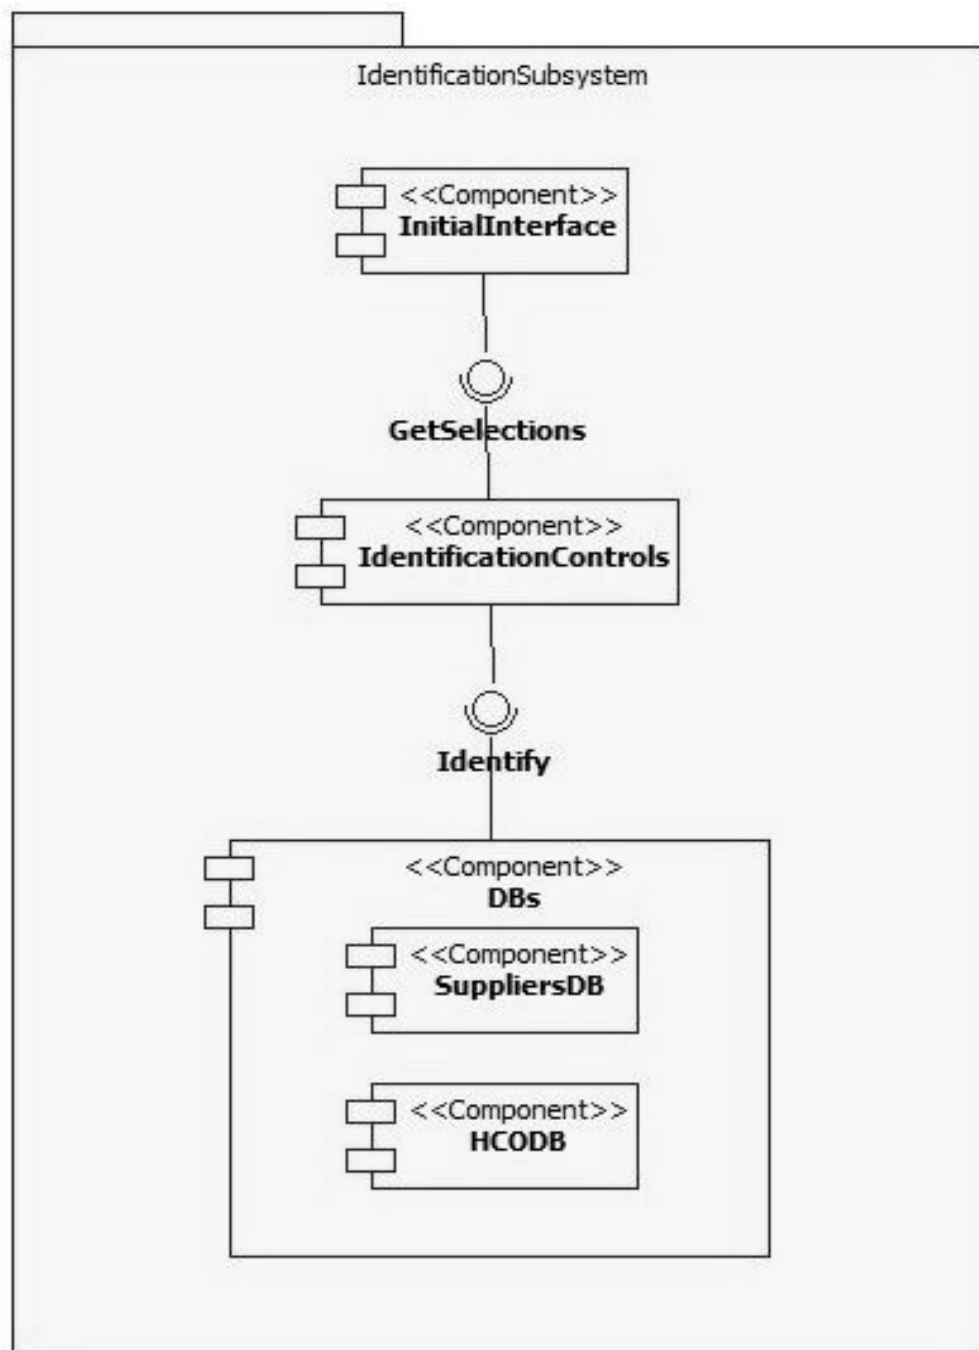 IdentificationSubsystem
<<Component>>
InitialInterface
GetSelections
<<Component>>
IdentificationControls
Identify
<<Component>>
DBs
<<Component>>
SuppliersDB
<<Component>>
HCODB